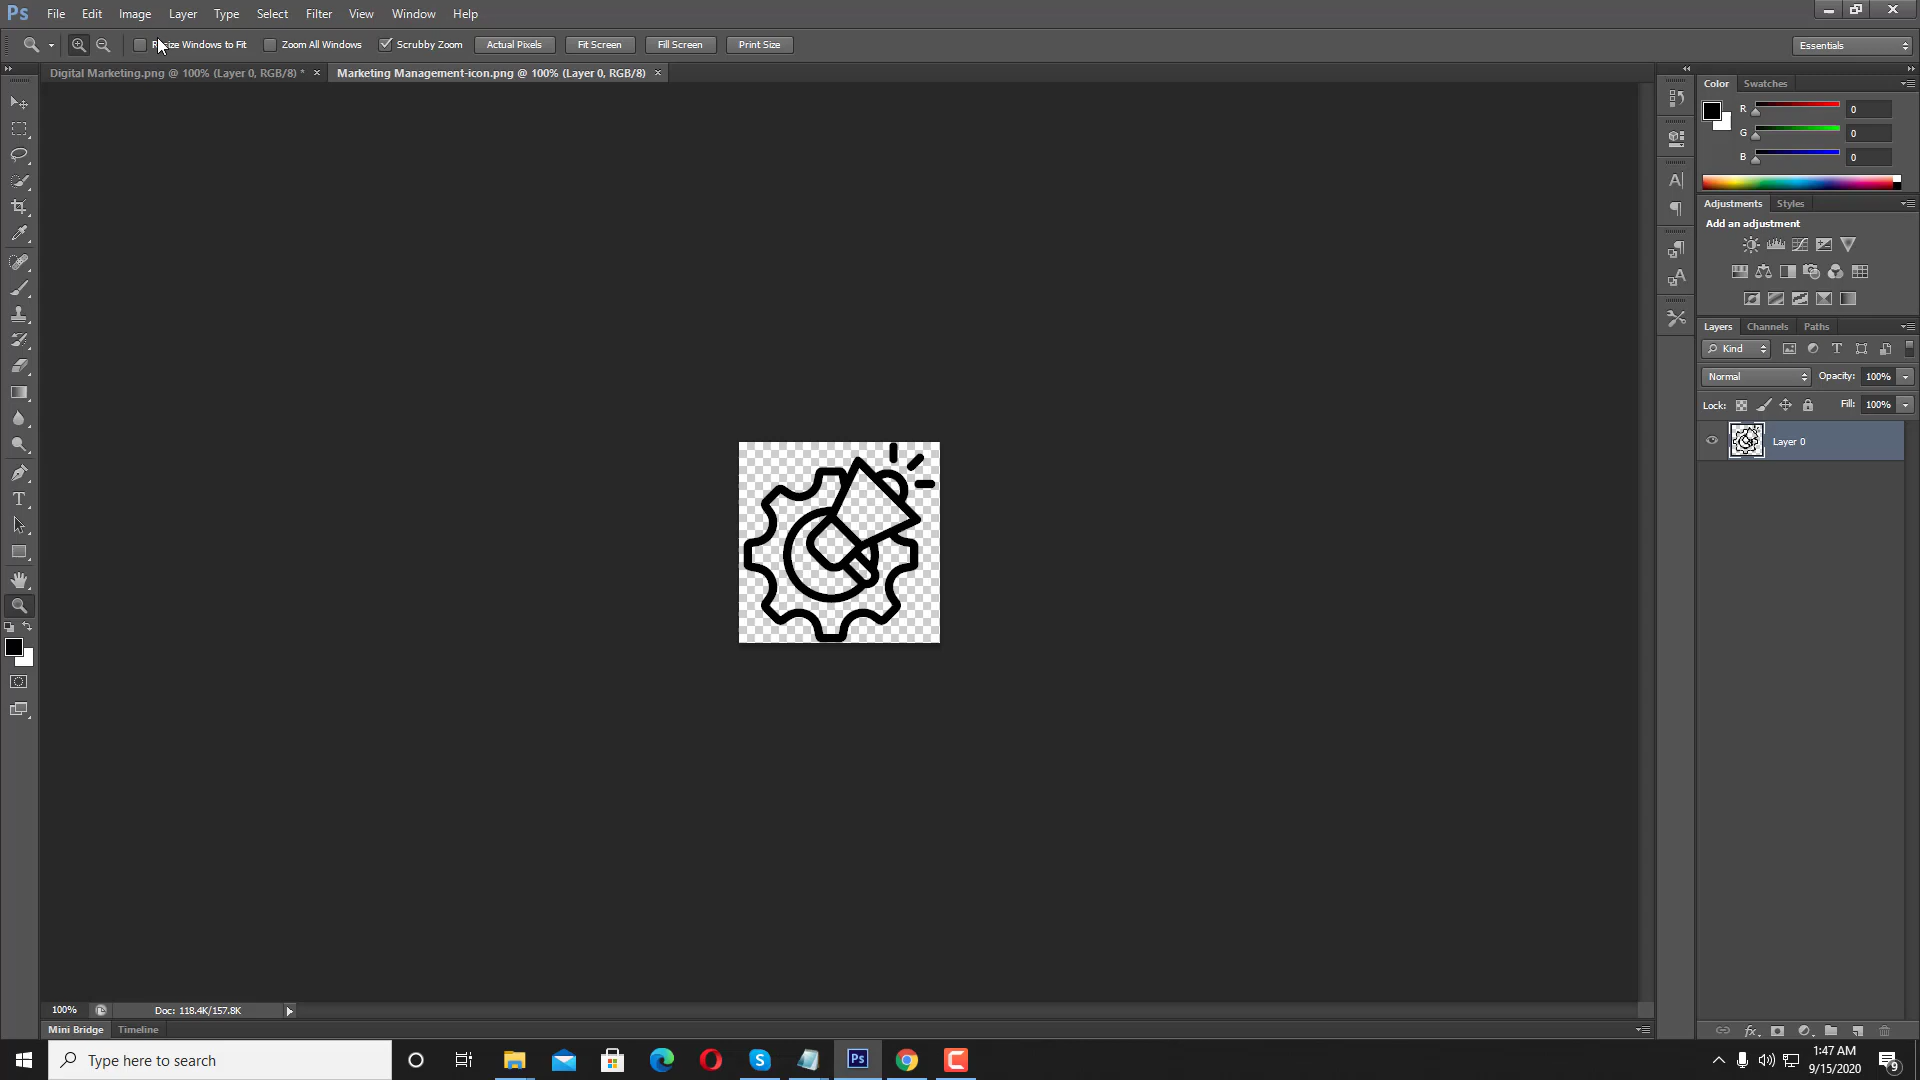 Ps File Edit Image Layer Type Select Filter View Window Help
Windows to Fit Zoom All Windows Scrubby Zoom Actual Pixels Fit Screen Fill Screen Print Size Essentials
Digital Marketing.png @ 100% (Layer 0, RGB/8) * × Marketing Management-icon.png @ 100% (Layer 0, RGB/8) ×
Color Swatches
R 0
G 0
B 0
Adjustments Styles
Add an adjustment
Layers Channels Paths
Kind
Normal Opacity: 100%
Lock: Fill: 100%
Layer 0
100% Doc: 118.4K/157.8K
Mini Bridge Timeline
Type here to search
1:47 AM
9/15/2020
9